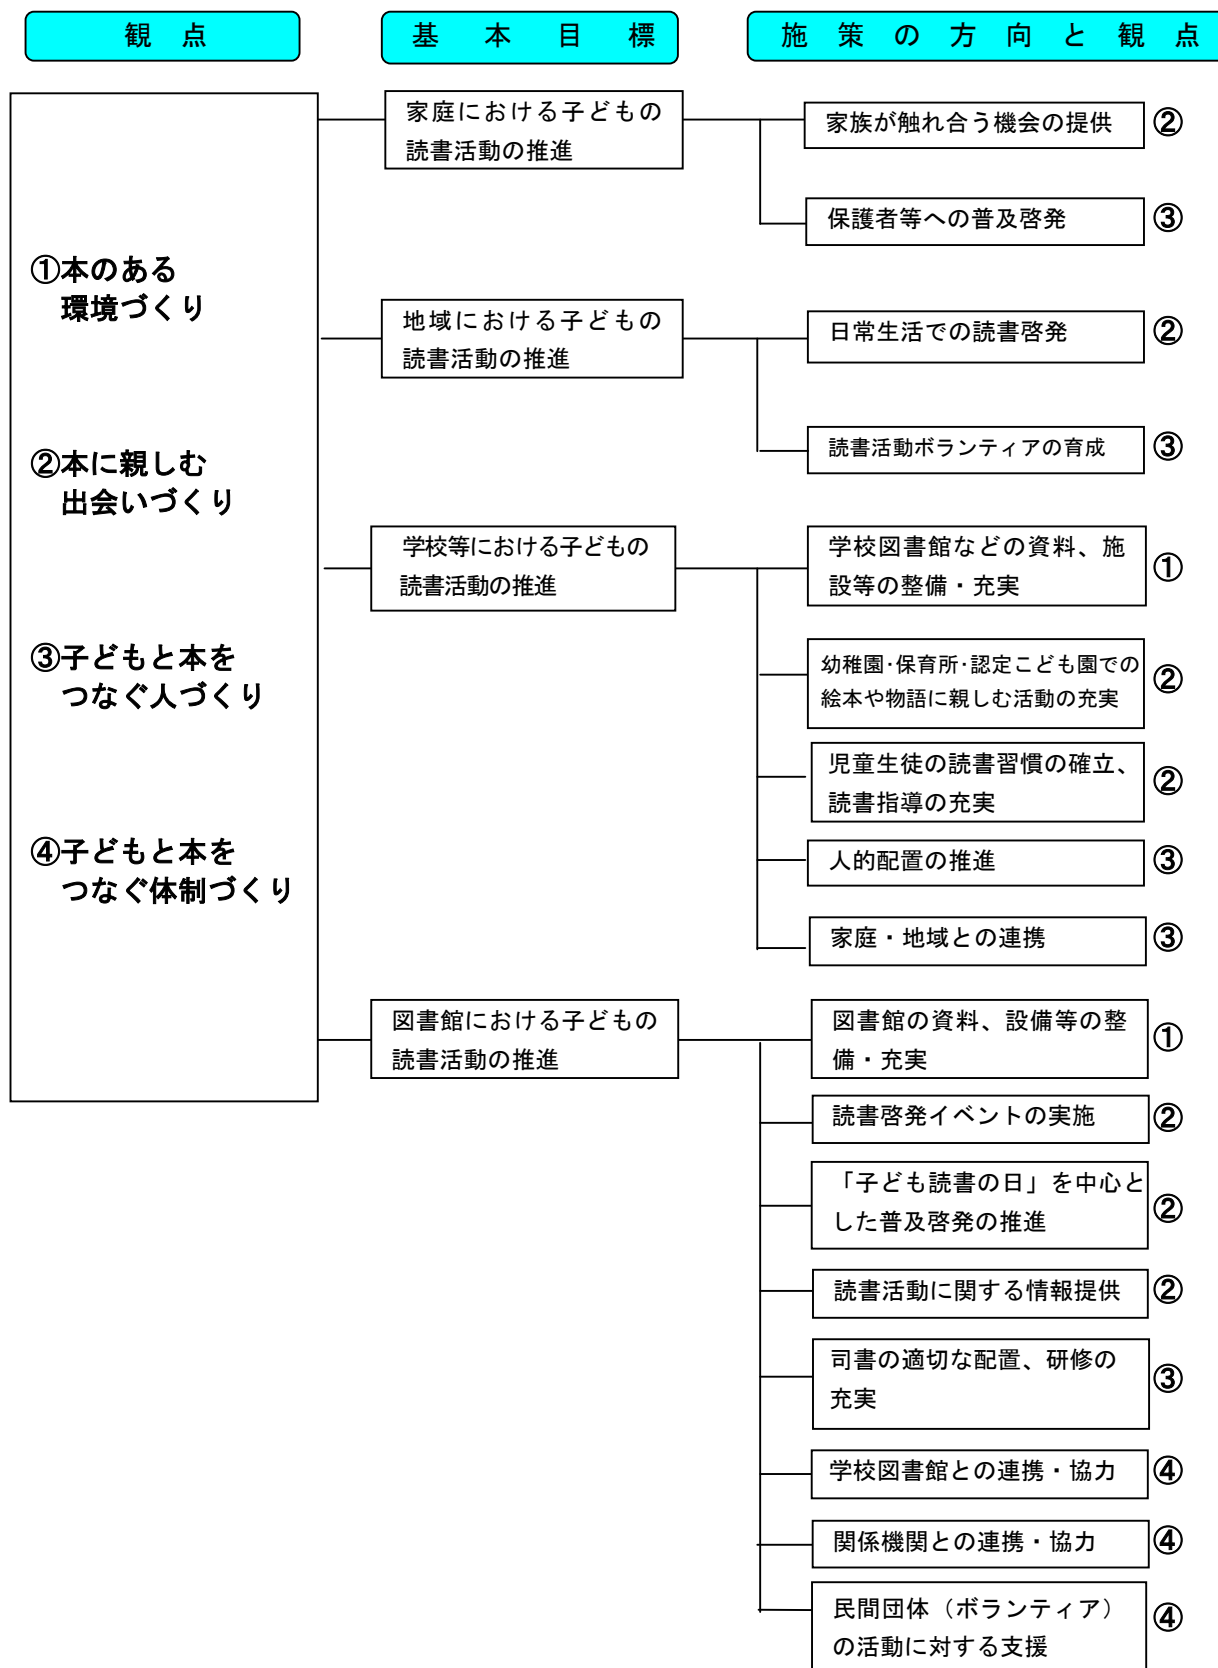 観　点
基　本　目　標
施　策　の　方　向　と　観　点
①本のある
環境づくり
②本に親しむ
出会いづくり
③子どもと本を
つなぐ人づくり
④子どもと本を
つなぐ体制づくり
家庭における子どもの
読書活動の推進
家族が触れ合う機会の提供 ②
保護者等への普及啓発 ③
地域における子どもの
読書活動の推進
日常生活での読書啓発 ②
読書活動ボランティアの育成 ③
学校等における子どもの
読書活動の推進
学校図書館などの資料、施
設等の整備・充実 ①
幼稚園・保育所・認定こども園での
絵本や物語に親しむ活動の充実 ②
児童生徒の読書習慣の確立、
読書指導の充実 ②
人的配置の推進 ③
家庭・地域との連携 ③
図書館における子どもの
読書活動の推進
図書館の資料、設備等の整
備・充実 ①
読書啓発イベントの実施 ②
「子ども読書の日」を中心と
した普及啓発の推進 ②
読書活動に関する情報提供 ②
司書の適切な配置、研修の
充実 ③
学校図書館との連携・協力 ④
関係機関との連携・協力 ④
民間団体（ボランティア）
の活動に対する支援 ④